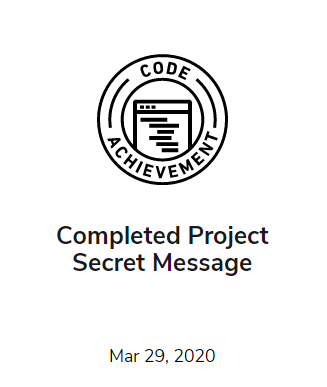 CODE
ACHIEVEMENT
Completed Project
Secret Message
Mar 29, 2020